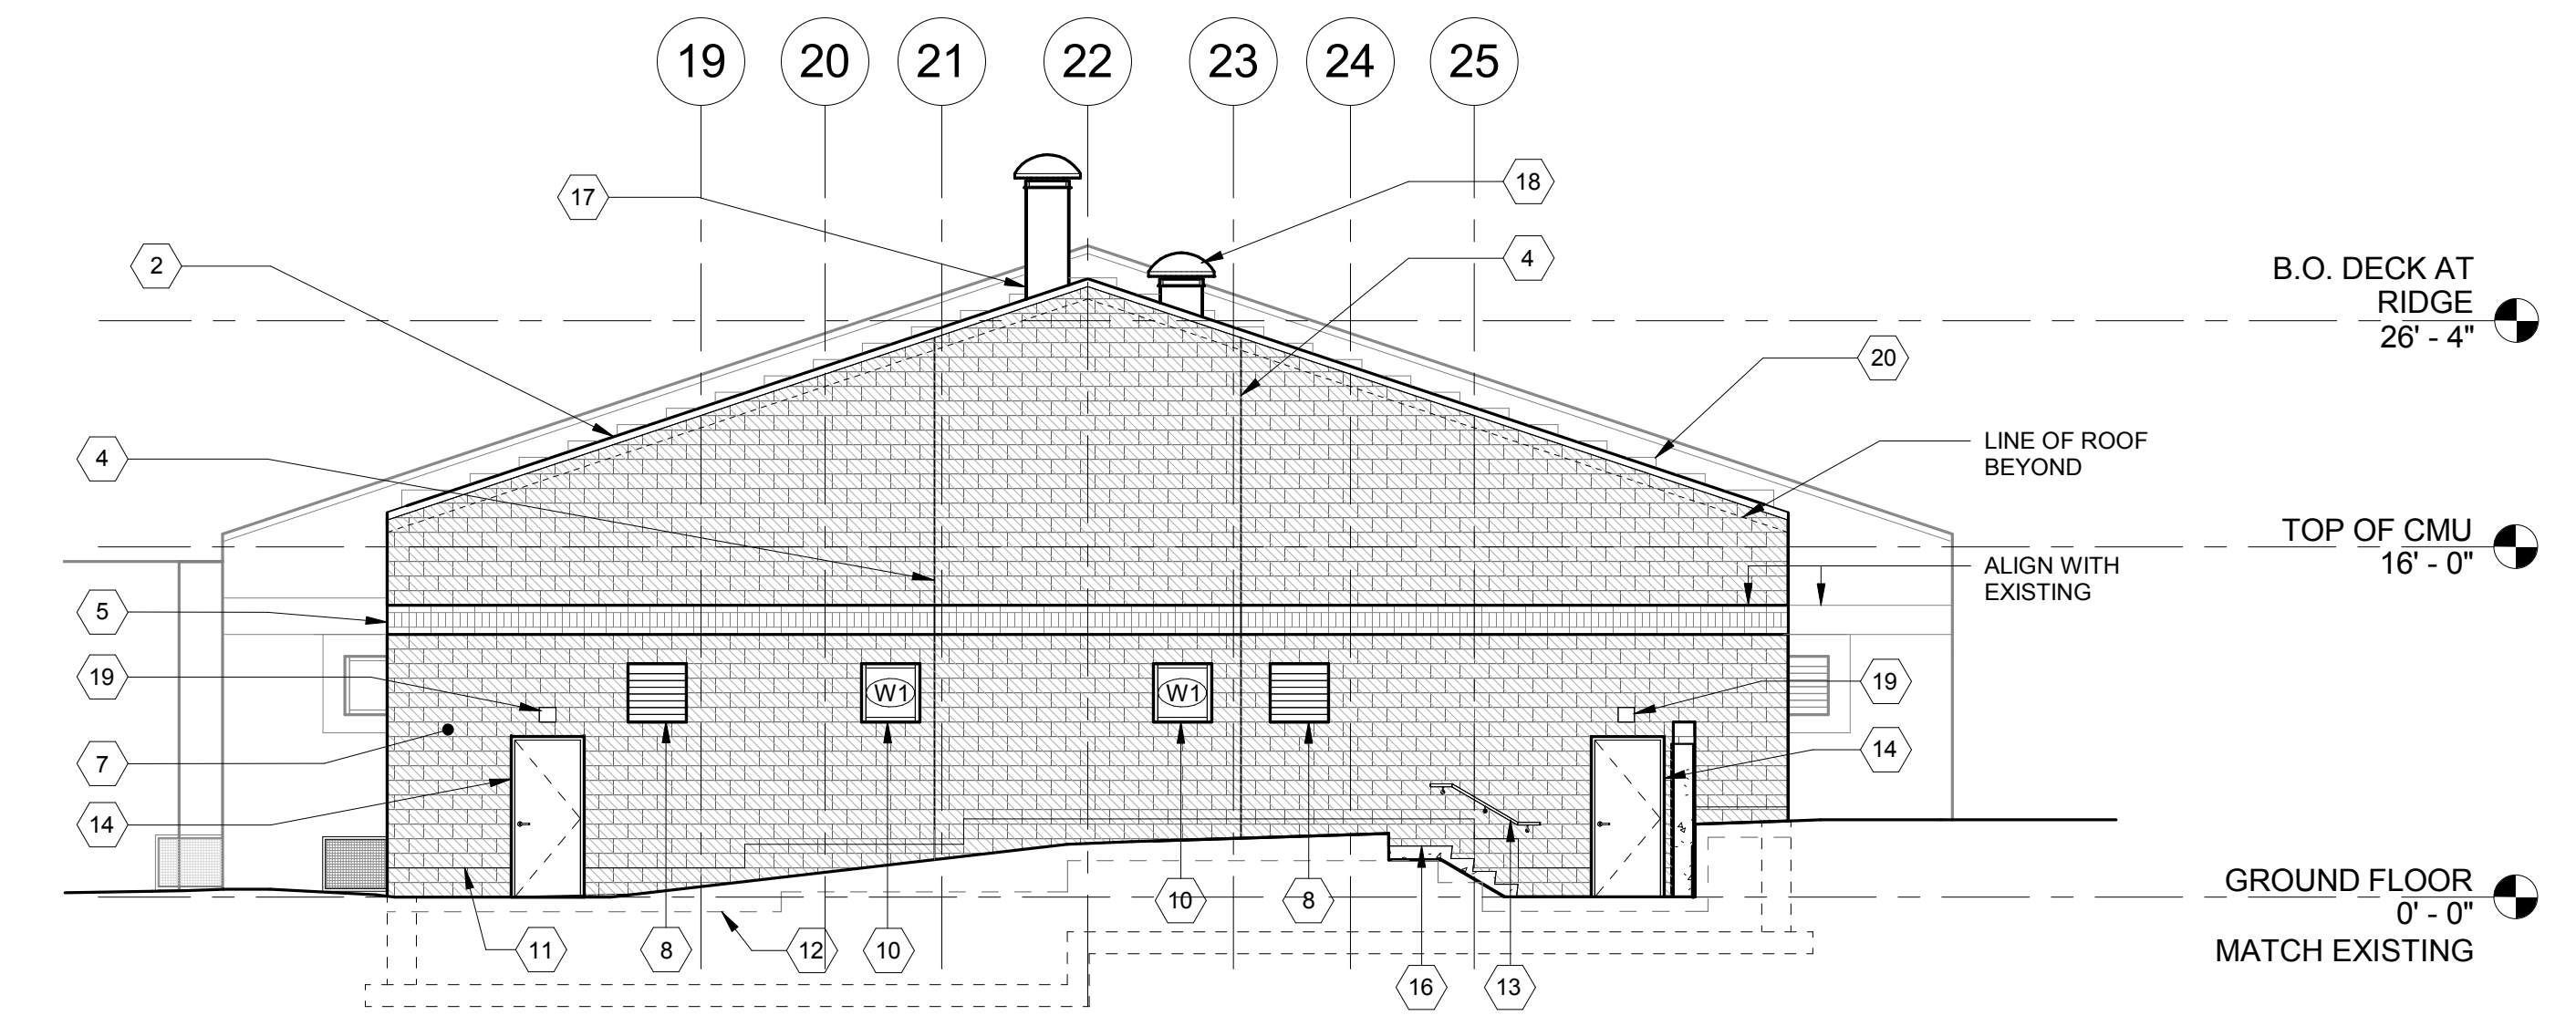 19 20 21 22 23 24 25
17
18
2
4
B.O. DECK AT
RIDGE
26' - 4"
20
4
LINE OF ROOF
BEYOND
TOP OF CMU
16' - 0"
ALIGN WITH
EXISTING
5
19
W1
W1
19
7
14
14
GROUND FLOOR
0' - 0"
MATCH EXISTING
10
8
11
8
12
10
16
13